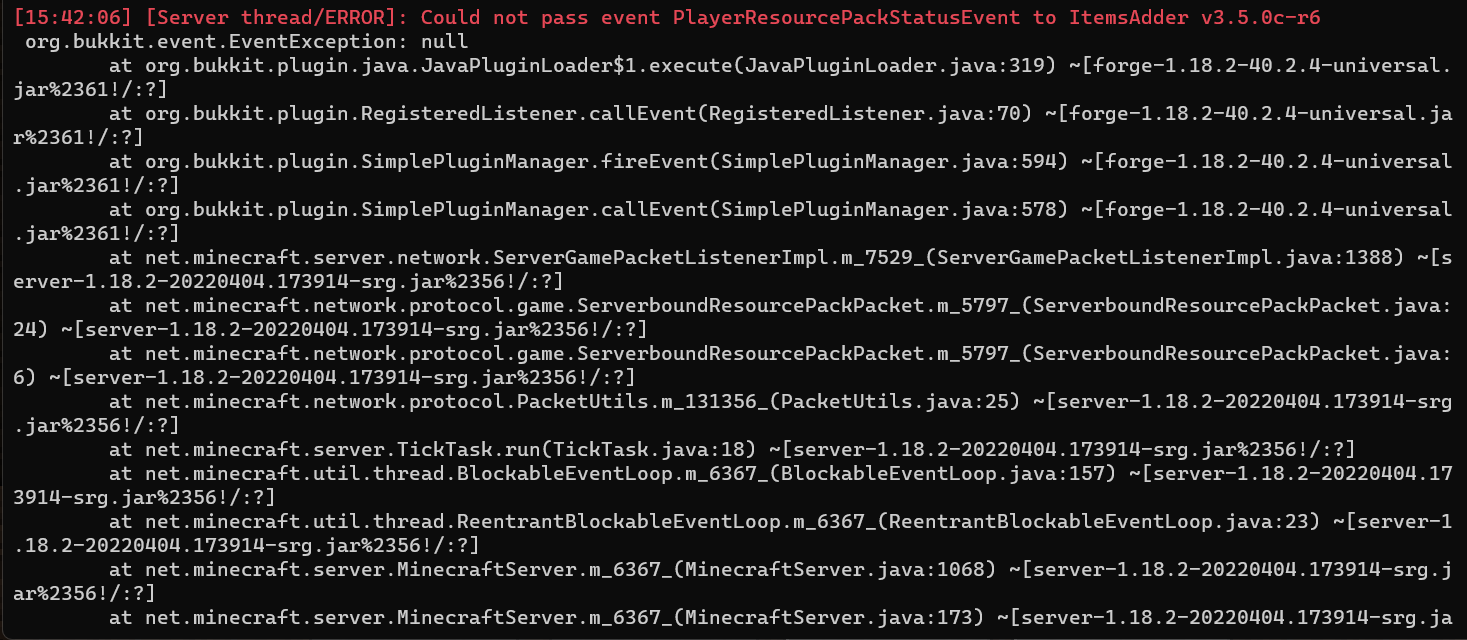 [15:42:06] [Server thread/ERROR]: Could not pass event PlayerResourcePackStatusEvent to ItemsAdder v3.5.0c-r6
org.bukkit.event.EventException: null
at org.bukkit.plugin.java.JavaPluginLoader$1.execute(JavaPluginLoader.java:319) ~[forge-1.18.2-40.2.4-universal.
jar%2361!/:?]
at org.bukkit.plugin.RegisteredListener.callEvent(RegisteredListener.java:70) ~[forge-1.18.2-40.2.4-universal.ja
r%2361!/:?]
at org.bukkit.plugin.SimplePluginManager.fireEvent(SimplePluginManager.java:594) ~[forge-1.18.2-40.2.4-universal
.jar%2361!/:?]
at org.bukkit.plugin.SimplePluginManager.callEvent(SimplePluginManager.java:578) ~[forge-1.18.2-40.2.4-universal
.jar%2361!/:?]
at net.minecraft.server.network.ServerGamePacketListenerImpl.m_7529_(ServerGamePacketListenerImpl.java:1388) ~[s
erver-1.18.2-20220404.173914-srg.jar%2356!/:?]
at net.minecraft.network.protocol.game.ServerboundResourcePackPacket.m_5797_(ServerboundResourcePackPacket.java:
24) ~[server-1.18.2-20220404.173914-srg.jar%2356!/:?]
at net.minecraft.network.protocol.game.ServerboundResourcePackPacket.m_5797_(ServerboundResourcePackPacket.java:
6) ~[server-1.18.2-20220404.173914-srg.jar%2356!/:?]
at net.minecraft.network.protocol.PacketUtils.m_131356_(PacketUtils.java:25) ~[server-1.18.2-20220404.173914-srg
.jar%2356!/:?]
at net.minecraft.server.TickTask.run(TickTask.java:18) ~[server-1.18.2-20220404.173914-srg.jar%2356!/:?]
at net.minecraft.util.thread.BlockableEventLoop.m_6367_(BlockableEventLoop.java:157) ~[server-1.18.2-20220404.17
3914-srg.jar%2356!/:?]
at net.minecraft.util.thread.ReentrantBlockableEventLoop.m_6367_(ReentrantBlockableEventLoop.java:23) ~[server-1
.18.2-20220404.173914-srg.jar%2356!/:?]
at net.minecraft.server.MinecraftServer.m_6367_(MinecraftServer.java:1068) ~[server-1.18.2-20220404.173914-srg.j
ar%2356!/:?]
at net.minecraft.server.MinecraftServer.m_6367_(MinecraftServer.java:173) ~[server-1.18.2-20220404.173914-srg.ja